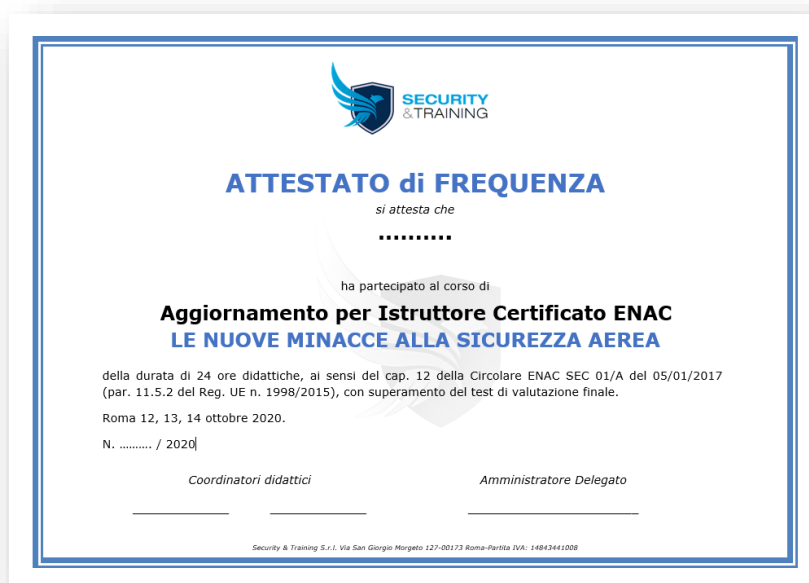 SECURITY
&TRAINING
ATTESTATO di FREQUENZA
si attesta che
..........
ha partecipato al corso di
Aggiornamento per Istruttore Certificato ENAC
LE NUOVE MINACCE ALLA SICUREZZA AEREA
della durata di 24 ore didattiche, ai sensi del cap. 12 della Circolare ENAC SEC 01/A del 05/01/2017
(par. 11.5.2 del Reg. UE n. 1998/2015), con superamento del test di valutazione finale.
Roma 12, 13, 14 ottobre 2020.
N. .......... / 2020
Coordinatori didattici Amministratore Delegato
Security & Training S.r.l. Via San Giorgio Morgeto 127-00173 Roma-Partita IVA: 14843441008